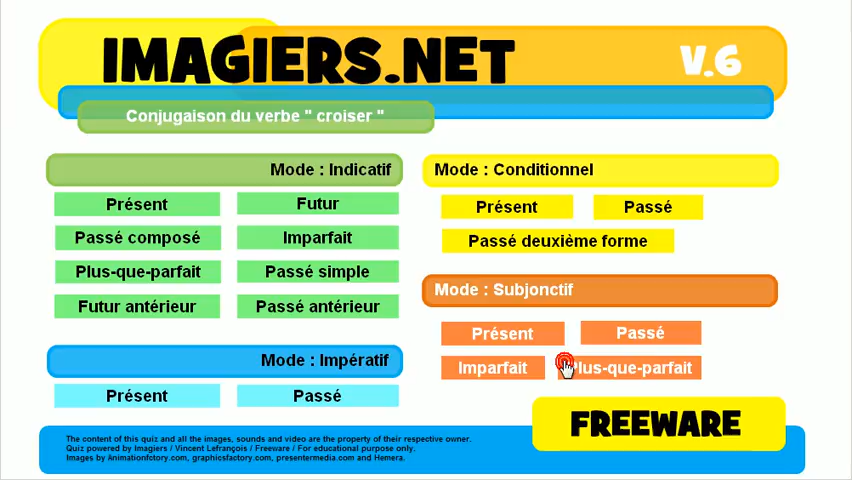 IMAGIERS.NET
V.6
Conjugaison du verbe " croiser "
Mode : Indicatif
Présent
Futur
Passé composé
Imparfait
Plus-que-parfait
Passé simple
Futur antérieur
Passé antérieur
Mode : Impératif
Présent
Passé
Mode : Conditionnel
Présent
Passé
Passé deuxième forme
Mode : Subjonctif
Présent
Passé
Imparfait
Plus-que-parfait
FREEWARE
The content of this quiz and all the images, sounds and video are the property of their respective owner.
Quiz powered by Imagiers / Vincent Lefrançois / Freeware / For educational purpose only.
Images by Animationfctory.com, graphicsfactory.com, presentermedia.com and Hemera.